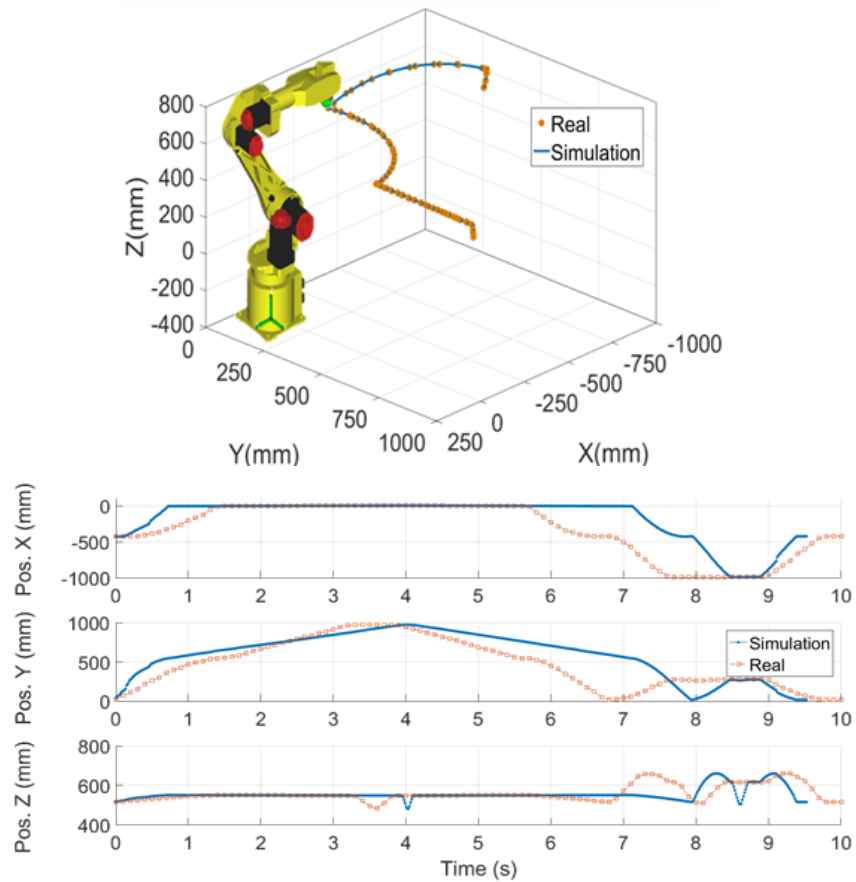 800
600
400
200
0
-200
-400
Z(mm)
Real
Simulation
0
250
500
750
1000
Y(mm)
250
0
-250
-500
-750
-1000
X(mm)
Pos. X (mm)
0
-500
-1000
0 1 2 3 4 5 6 7 8 9 10
Pos. Y (mm)
1000
500
0
Simulation
Real
0 1 2 3 4 5 6 7 8 9 10
Pos. Z (mm)
800
600
400
0 1 2 3 4 5 6 7 8 9 10
Time (s)